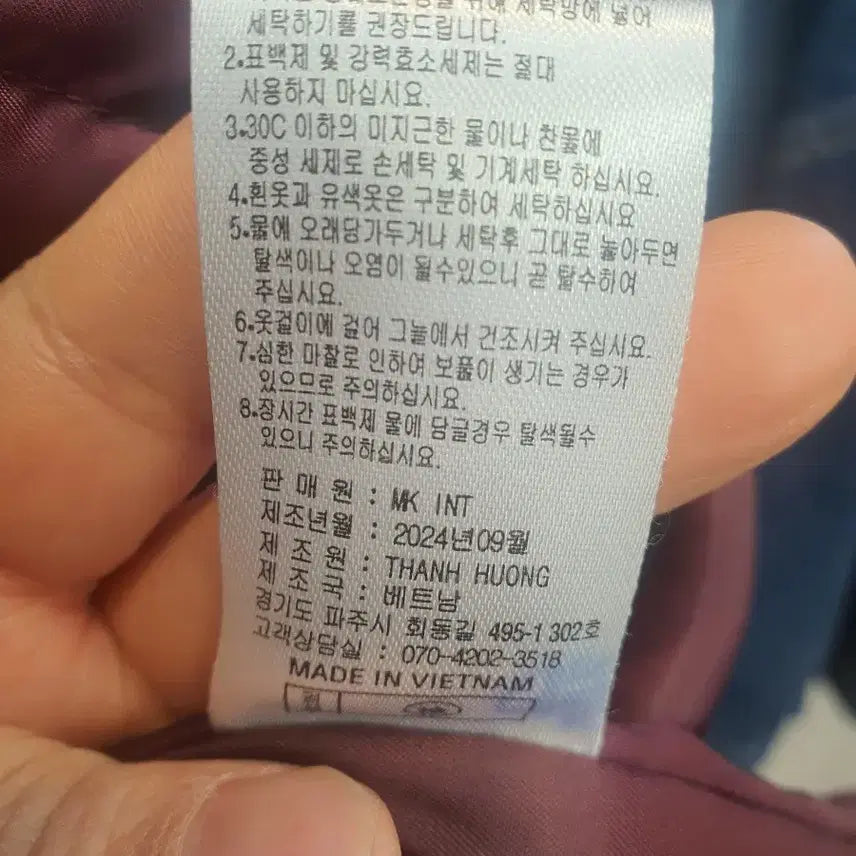 위해 세탁망에 넣어
세탁하기를 권장드립니다.
2.표백제 및 강력효소세제는 절대
사용하지 마십시요.
3.30C 이하의 미지근한 물이나 찬물에
중성 세제로 손세탁 및 기계세탁 하십시요.
4.흰옷과 유색옷은 구분하여 세탁하십시요
5.물에 오래담가두거나 세탁후 그대로 놓아두면
탈색이나 오염이 될수있으니 곧 탈수하여
주십시요.
6.옷걸이에 걸어 그늘에서 건조시켜 주십시요.
7.심한 마찰로 인하여 보풀이 생기는 경우가
있으므로 주의하십시요.
8.장시간 표백제 물에 담글경우 탈색될수
있으니 주의하십시요.
판 매 원 : MK INT
제조년월 : 2024년09월
제 조 원 : THANH HUONG
제 조 국 : 베트남
경기도 파주시 회동길 495-1 302호
고객상담실 : 070-4202-3518
MADE IN VIETNAM